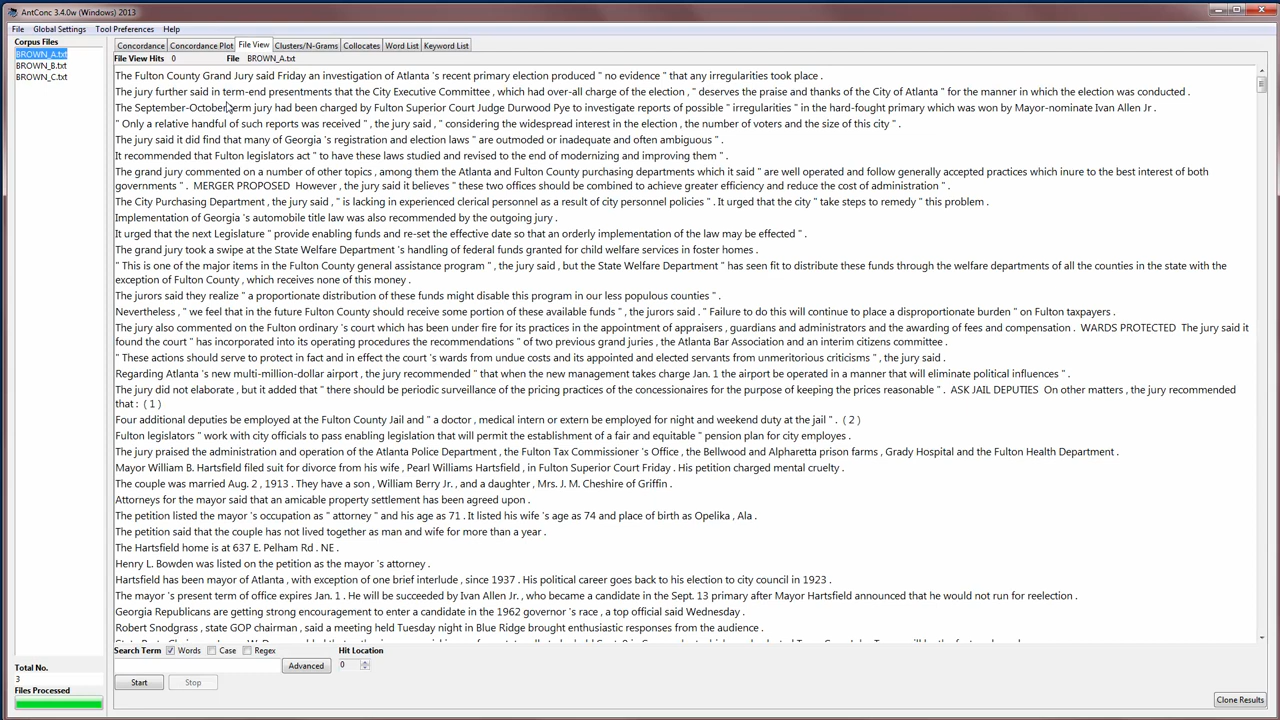 AntConc 3.4.0w (Windows) 2013
File Global Settings Tool Preferences Help
Corpus Files
BROWN_A.txt
BROWN_B.txt
BROWN_C.txt
Concordance Concordance Plot File View Clusters/N-Grams Collocates Word List Keyword List
File View Hits 0 File BROWN_A.txt
The Fulton County Grand Jury said Friday an investigation of Atlanta 's recent primary election produced " no evidence " that any irregularities took place .
The jury further said in term-end presentments that the City Executive Committee , which had over-all charge of the election , " deserves the praise and thanks of the City of Atlanta " for the manner in which the election was conducted .
The September-October term jury had been charged by Fulton Superior Court Judge Durwood Pye to investigate reports of possible " irregularities " in the hard-fought primary which was won by Mayor-nominate Ivan Allen Jr .
" Only a relative handful of such reports was received " , the jury said , " considering the widespread interest in the election , the number of voters and the size of this city " .
The jury said it did find that many of Georgia 's registration and election laws " are outmoded or inadequate and often ambiguous " .
It recommended that Fulton legislators act " to have these laws studied and revised to the end of modernizing and improving them " .
The grand jury commented on a number of other topics , among them the Atlanta and Fulton County purchasing departments which it said " are well operated and follow generally accepted practices which inure to the best interest of both
governments " . MERGER PROPOSED However , the jury said it believes " these two offices should be combined to achieve greater efficiency and reduce the cost of administration " .
The City Purchasing Department , the jury said , " is lacking in experienced clerical personnel as a result of city personnel policies " . It urged that the city " take steps to remedy " this problem .
Implementation of Georgia 's automobile title law was also recommended by the outgoing jury .
It urged that the next Legislature " provide enabling funds and re-set the effective date so that an orderly implementation of the law may be effected " .
The grand jury took a swipe at the State Welfare Department 's handling of federal funds granted for child welfare services in foster homes .
" This is one of the major items in the Fulton County general assistance program " , the jury said , but the State Welfare Department " has seen fit to distribute these funds through the welfare departments of all the counties in the state with the
exception of Fulton County , which receives none of this money .
The jurors said they realize " a proportionate distribution of these funds might disable this program in our less populous counties " .
Nevertheless , " we feel that in the future Fulton County should receive some portion of these available funds " , the jurors said . " Failure to do this will continue to place a disproportionate burden " on Fulton taxpayers .
The jury also commented on the Fulton ordinary 's court which has been under fire for its practices in the appointment of appraisers , guardians and administrators and the awarding of fees and compensation . WARDS PROTECTED The jury said it
found the court " has incorporated into its operating procedures the recommendations " of two previous grand juries , the Atlanta Bar Association and an interim citizens committee .
" These actions should serve to protect in fact and in effect the court 's wards from undue costs and its appointed and elected servants from unmeritorious criticisms " , the jury said .
Regarding Atlanta 's new multi-million-dollar airport , the jury recommended " that when the new management takes charge Jan. 1 the airport be operated in a manner that will eliminate political influences " .
The jury did not elaborate , but it added that " there should be periodic surveillance of the pricing practices of the concessionaires for the purpose of keeping the prices reasonable " . ASK JAIL DEPUTIES On other matters , the jury recommended
that : ( 1 )
Four additional deputies be employed at the Fulton County Jail and " a doctor , medical intern or extern be employed for night and weekend duty at the jail " . ( 2 )
Fulton legislators " work with city officials to pass enabling legislation that will permit the establishment of a fair and equitable " pension plan for city employes .
The jury praised the administration and operation of the Atlanta Police Department , the Fulton Tax Commissioner 's Office , the Bellwood and Alpharetta prison farms , Grady Hospital and the Fulton Health Department .
Mayor William B. Hartsfield filed suit for divorce from his wife , Pearl Williams Hartsfield , in Fulton Superior Court Friday . His petition charged mental cruelty .
The couple was married Aug. 2 , 1913 . They have a son , William Berry Jr. , and a daughter , Mrs. J. M. Cheshire of Griffin .
Attorneys for the mayor said that an amicable property settlement has been agreed upon .
The petition listed the mayor 's occupation as " attorney " and his age as 71 . It listed his wife 's age as 74 and place of birth as Opelika , Ala .
The petition said that the couple has not lived together as man and wife for more than a year .
The Hartsfield home is at 637 E. Pelham Rd . NE .
Henry L. Bowden was listed on the petition as the mayor 's attorney .
Hartsfield has been mayor of Atlanta , with exception of one brief interlude , since 1937 . His political career goes back to his election to city council in 1923 .
The mayor 's present term of office expires Jan. 1 . He will be succeeded by Ivan Allen Jr. , who became a candidate in the Sept. 13 primary after Mayor Hartsfield announced that he would not run for reelection .
Georgia Republicans are getting strong encouragement to enter a candidate in the 1962 governor 's race , a top official said Wednesday .
Robert Snodgrass , state GOP chairman , said a meeting held Tuesday night in Blue Ridge brought enthusiastic responses from the audience .
Search Term Words Case Regex Hit Location
Advanced 0
Start Stop
Total No.
3
Files Processed
Clone Results